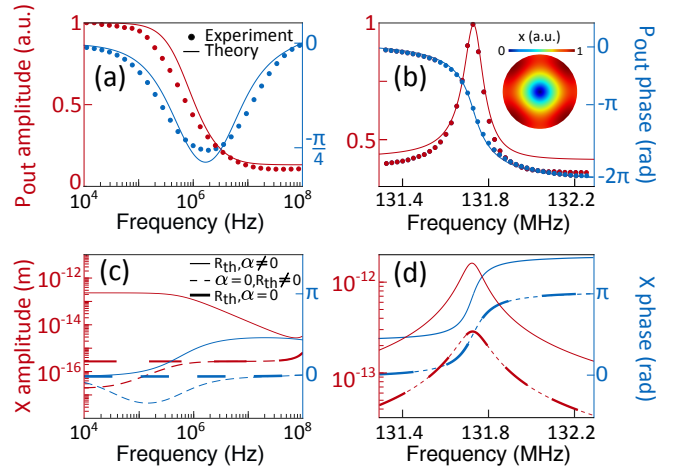 P_out amplitude (a.u.)
1
0.5
0
Experiment
Theory
(a)
0
-π/4
10^4 10^6 10^8
Frequency (Hz)
1
0.5
(b)
x (a.u.)
0 1
0
-π
-2π
P_out phase (rad)
131.4 131.8 132.2
Frequency (MHz)
X amplitude (m)
10^-12
10^-14
10^-16
(c)
R_th,α≠0
α=0,R_th≠0
R_th,α=0
π
0
10^4 10^6 10^8
Frequency (Hz)
10^-12
10^-13
(d)
π
0
X phase (rad)
131.4 131.8 132.2
Frequency (MHz)